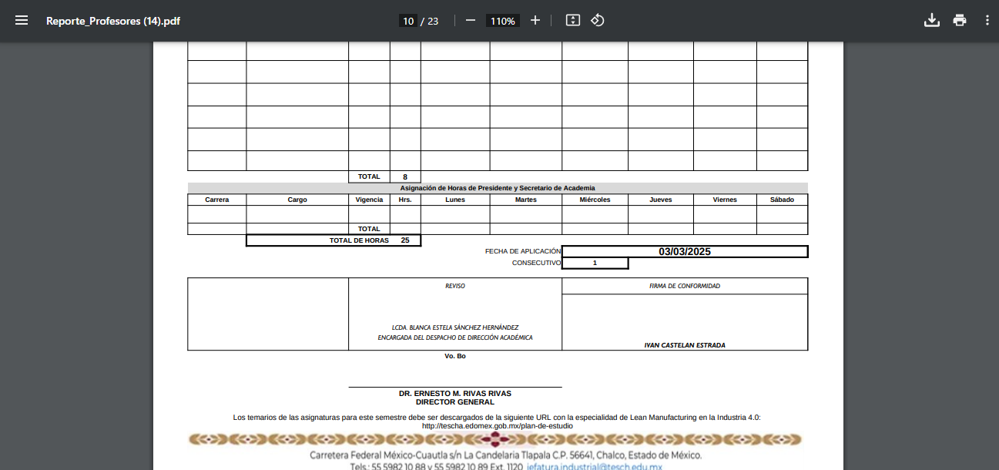 Reporte_Profesores (14).pdf
10 / 23
110%
TOTAL 8
Asignación de Horas de Presidente y Secretario de Academia
Carrera Cargo Vigencia Hrs. Lunes Martes Miércoles Jueves Viernes Sábado
TOTAL
TOTAL DE HORAS 25
FECHA DE APLICACIÓN 03/03/2025
CONSECUTIVO 1
REVISO
FIRMA DE CONFORMIDAD
LCDA. BLANCA ESTELA SÁNCHEZ HERNÁNDEZ
ENCARGADA DEL DESPACHO DE DIRECCIÓN ACADÉMICA
IVAN CASTELAN ESTRADA
Vo. Bo
DR. ERNESTO M. RIVAS RIVAS
DIRECTOR GENERAL
Los temarios de las asignaturas para este semestre debe ser descargados de la siguiente URL con la especialidad de Lean Manufacturing en la Industria 4.0:
http://tescha.edomex.gob.mx/plan-de-estudio
Carretera Federal México-Cuautla s/n La Candelaria Tlapala C.P. 56641, Chalco, Estado de México.
Tels.: 55 5982 10 88 y 55 5982 10 89 Ext. 1120 jefatura.industrial@tesch.edu.mx